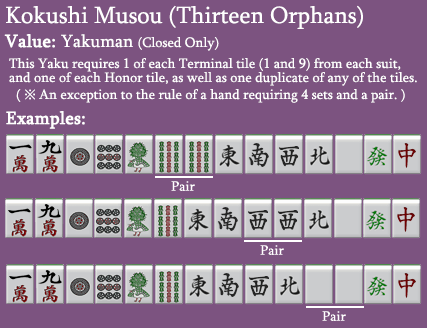 Kokushi Musou (Thirteen Orphans)
Value: Yakuman (Closed Only)
This Yaku requires 1 of each Terminal tile (1 and 9) from each suit,
and one of each Honor tile, as well as one duplicate of any of the tiles.
( ※ An exception to the rule of a hand requiring 4 sets and a pair. )
Examples:
一萬 九萬 東 南 西 北 發 中
Pair
一萬 九萬 東 南 西 西 北 發 中
Pair
一萬 九萬 東 南 西 北 發 中
Pair